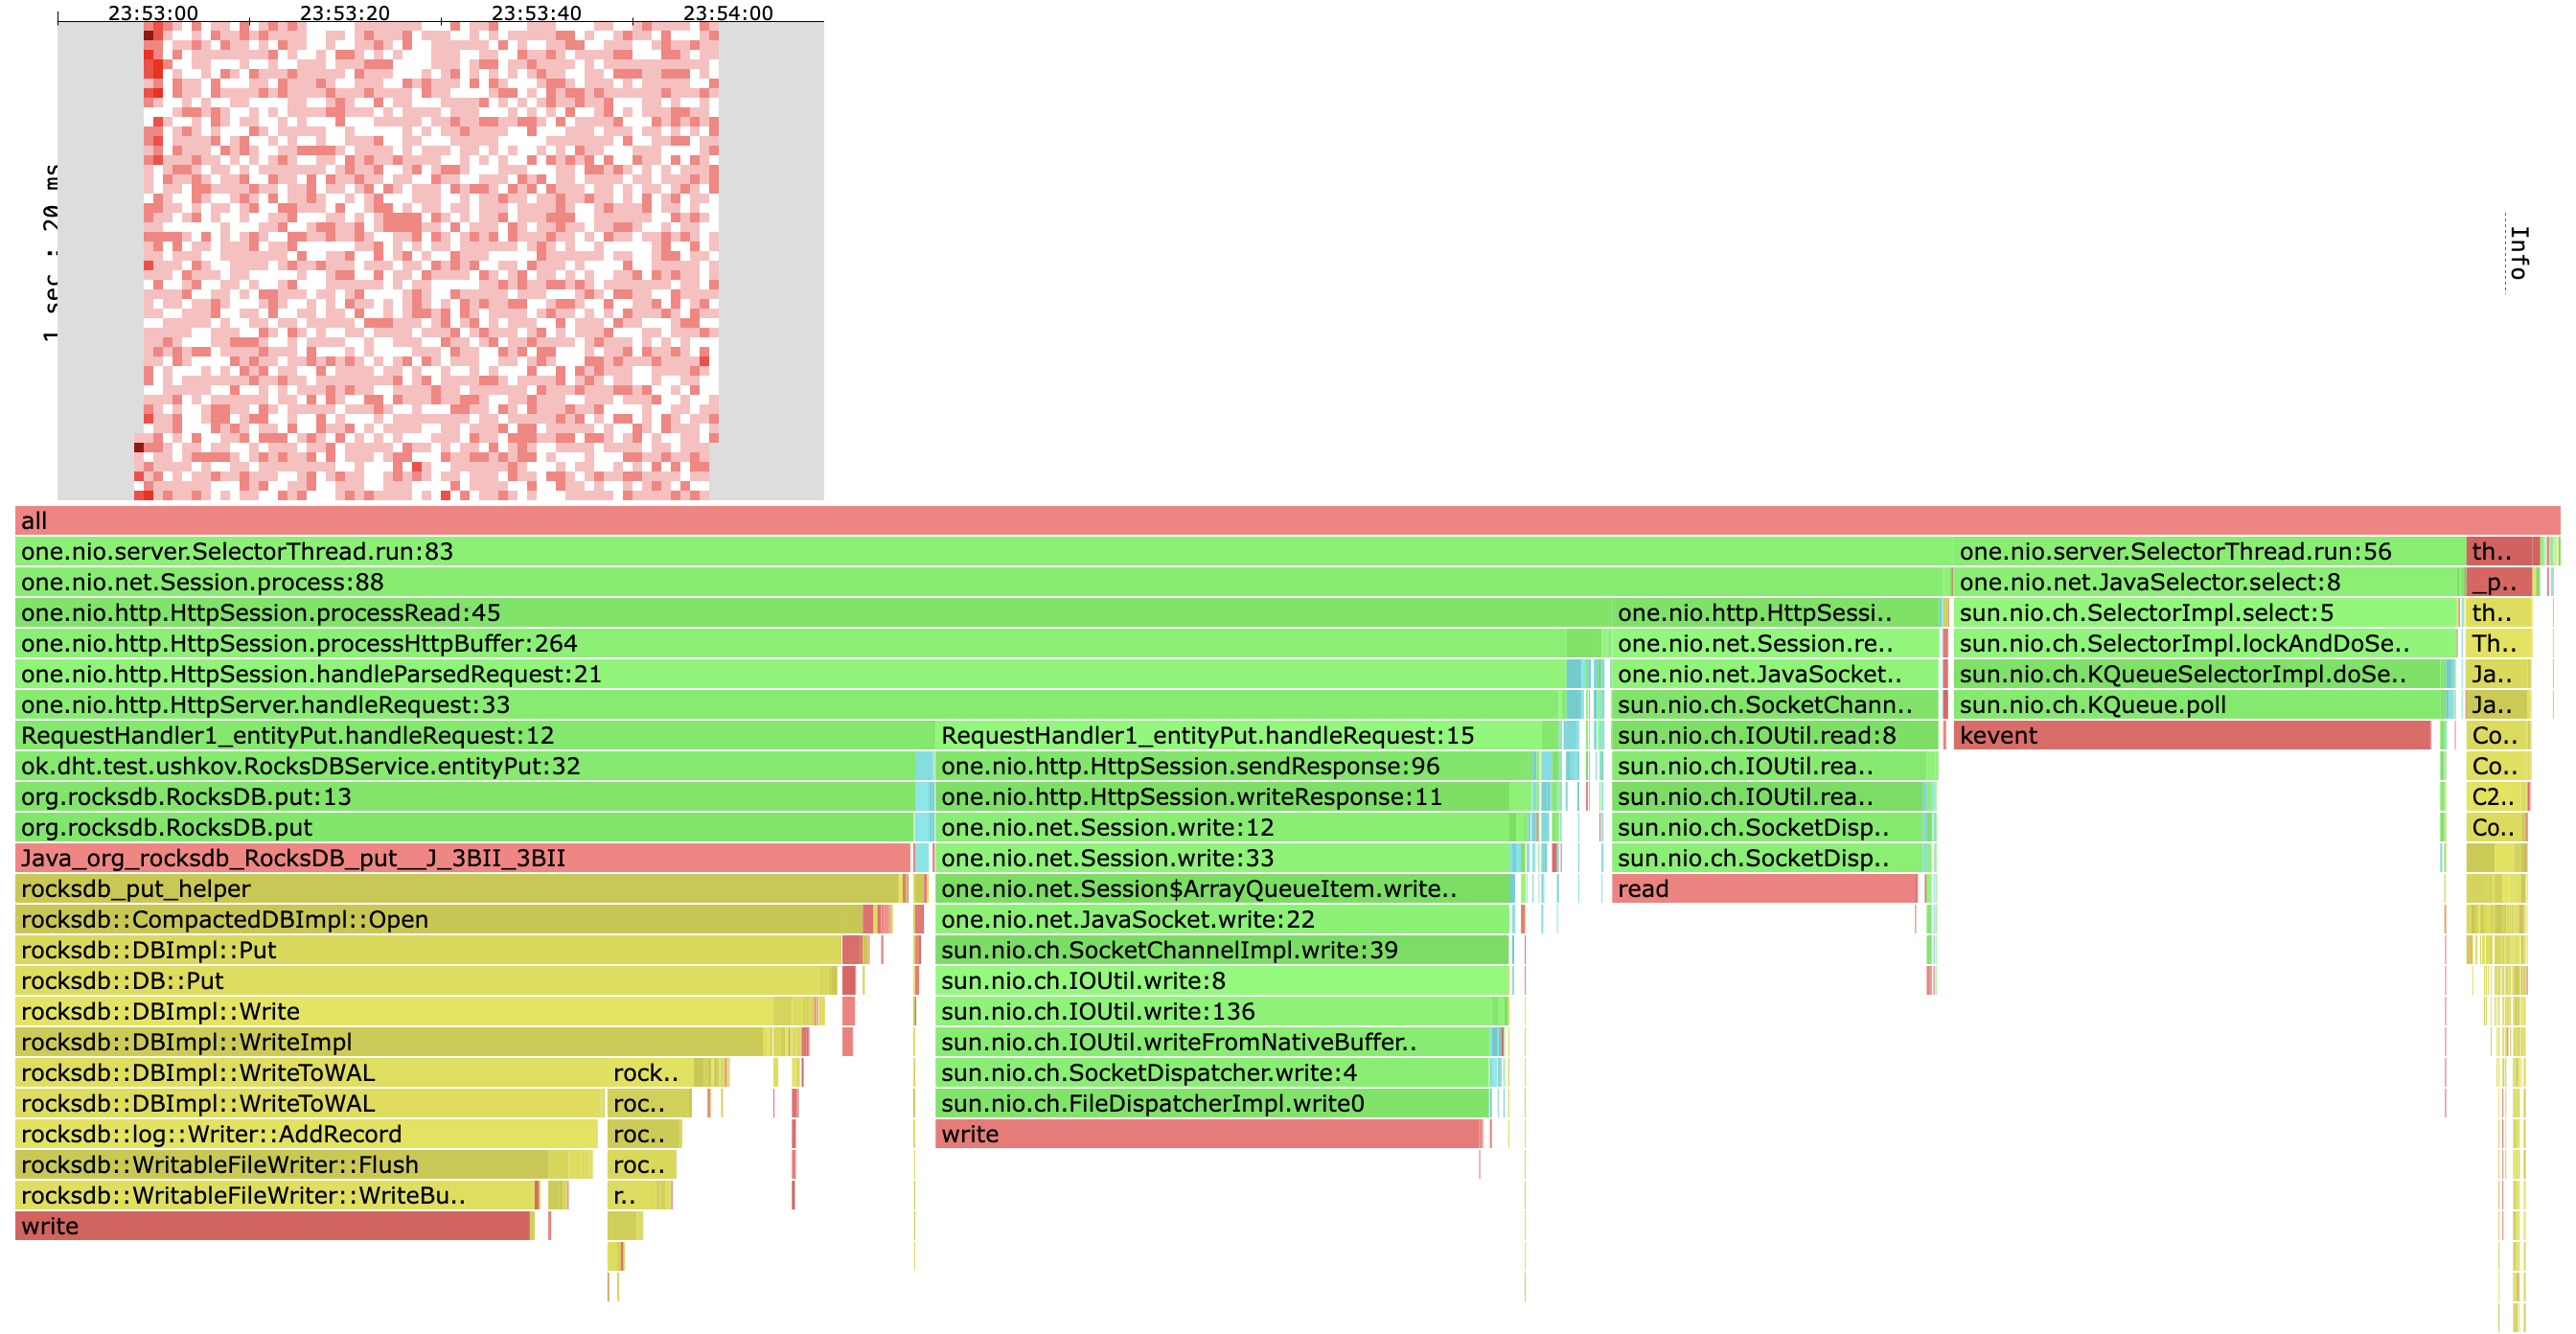 23:53:00 23:53:20 23:53:40 23:54:00
1 sec : 20 ms
Info
all
one.nio.server.SelectorThread.run:83 one.nio.server.SelectorThread.run:56 th..
one.nio.net.Session.process:88 one.nio.net.JavaSelector.select:8 _p..
one.nio.http.HttpSession.processRead:45 one.nio.http.HttpSessi.. sun.nio.ch.SelectorImpl.select:5 th..
one.nio.http.HttpSession.processHttpBuffer:264 one.nio.net.Session.re.. sun.nio.ch.SelectorImpl.lockAndDoSe.. Th..
one.nio.http.HttpSession.handleParsedRequest:21 one.nio.net.JavaSocket.. sun.nio.ch.KQueueSelectorImpl.doSe.. Ja..
one.nio.http.HttpServer.handleRequest:33 sun.nio.ch.SocketChann.. sun.nio.ch.KQueue.poll Ja..
RequestHandler1_entityPut.handleRequest:12 RequestHandler1_entityPut.handleRequest:15 sun.nio.ch.IOUtil.read:8 kevent Co..
ok.dht.test.ushkov.RocksDBService.entityPut:32 one.nio.http.HttpSession.sendResponse:96 sun.nio.ch.IOUtil.rea.. Co..
org.rocksdb.RocksDB.put:13 one.nio.http.HttpSession.writeResponse:11 sun.nio.ch.IOUtil.rea.. C2..
org.rocksdb.RocksDB.put one.nio.net.Session.write:12 sun.nio.ch.SocketDisp.. Co..
Java_org_rocksdb_RocksDB_put__J_3BII_3BII one.nio.net.Session.write:33 sun.nio.ch.SocketDisp..
rocksdb_put_helper one.nio.net.Session$ArrayQueueItem.write.. read
rocksdb::CompactedDBImpl::Open one.nio.net.JavaSocket.write:22
rocksdb::DBImpl::Put sun.nio.ch.SocketChannelImpl.write:39
rocksdb::DB::Put sun.nio.ch.IOUtil.write:8
rocksdb::DBImpl::Write sun.nio.ch.IOUtil.write:136
rocksdb::DBImpl::WriteImpl sun.nio.ch.IOUtil.writeFromNativeBuffer..
rocksdb::DBImpl::WriteToWAL rock.. sun.nio.ch.SocketDispatcher.write:4
rocksdb::DBImpl::WriteToWAL roc.. sun.nio.ch.FileDispatcherImpl.write0
rocksdb::log::Writer::AddRecord roc.. write
rocksdb::WritableFileWriter::Flush roc..
rocksdb::WritableFileWriter::WriteBu.. r..
write